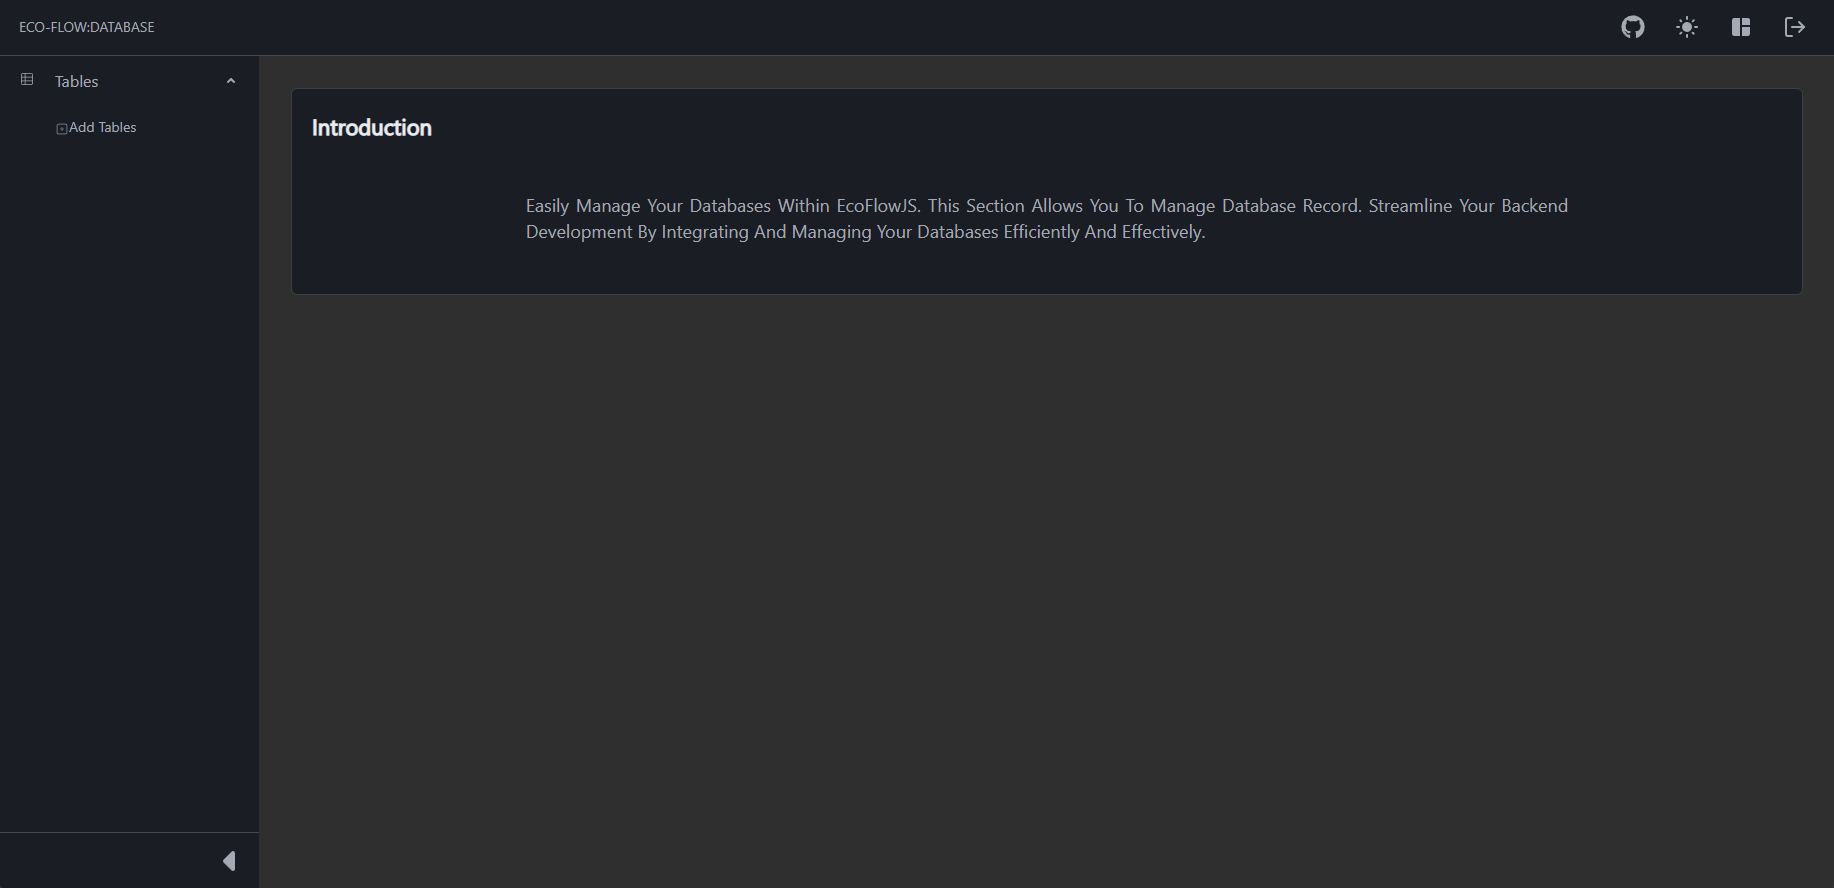 ECO-FLOW:DATABASE
Tables
Add Tables
Introduction
Easily Manage Your Databases Within EcoFlowJS. This Section Allows You To Manage Database Record. Streamline Your Backend
Development By Integrating And Managing Your Databases Efficiently And Effectively.